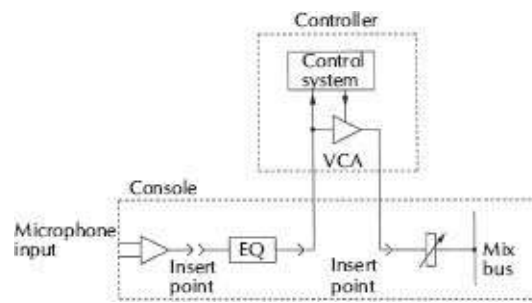 Controller
Control
system
VCA
Console
Microphone
input
EQ
Insert
point
Insert
point
Mix
bus